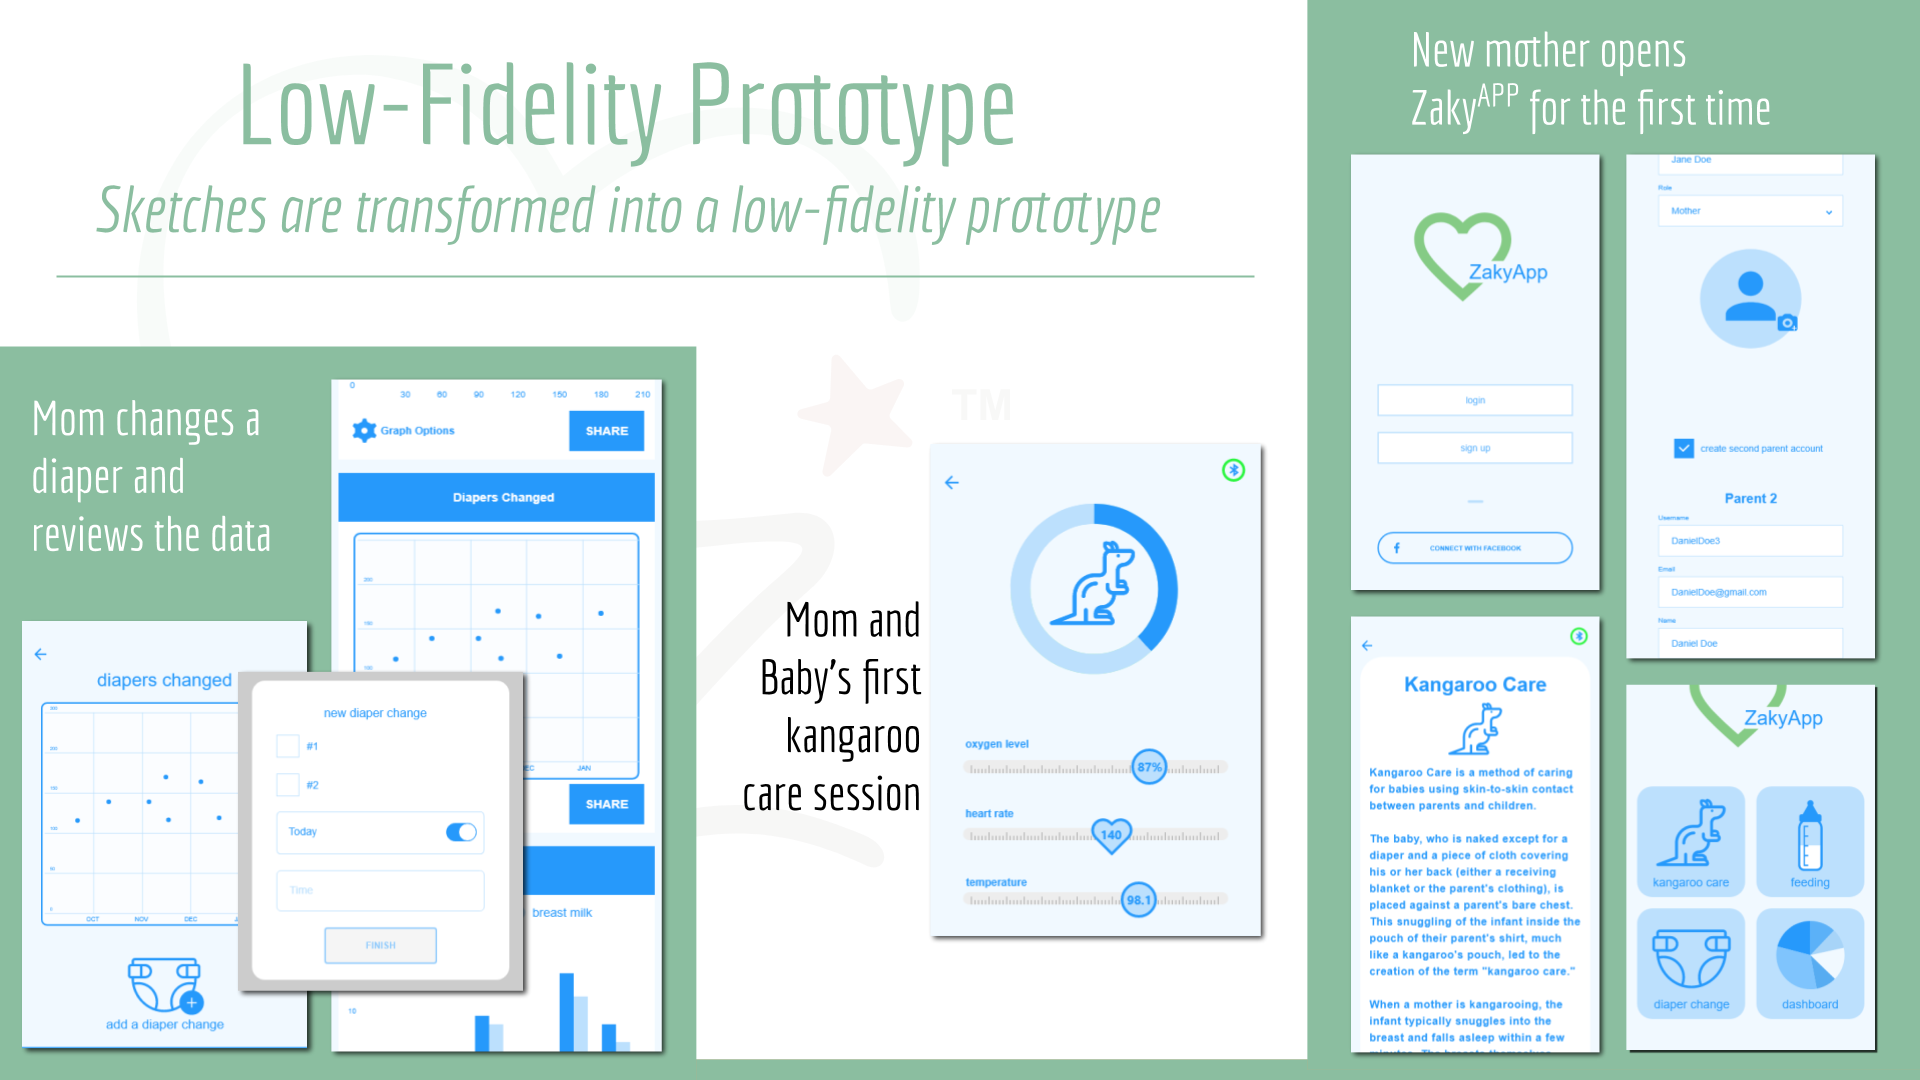 Low-Fidelity Prototype
Sketches are transformed into a low-fidelity prototype
TM
Mom changes a
diaper and
reviews the data
diapers changed
300
200
150
100
50
0
OCT
NOV
DEC
add a diaper change
0
30
60
90
120
150
180
210
Graph Options
SHARE
Diapers Changed
200
150
100
JAN
SHARE
breast milk
10
new diaper change
#1
#2
Today
Time
FINISH
Mom and
Baby's first
kangaroo
care session
oxygen level
87%
heart rate
140
temperature
98.1
New mother opens
ZakyAPP for the first time
ZakyApp
login
sign up
CONNECT WITH FACEBOOK
Jane Doe
Role
Mother
create second parent account
Parent 2
Username
DanielDoe3
Email
DanielDoe@gmail.com
Name
Daniel Doe
Kangaroo Care
Kangaroo Care is a method of caring
for babies using skin-to-skin contact
between parents and children.
The baby, who is naked except for a
diaper and a piece of cloth covering
his or her back (either a receiving
blanket or the parent's clothing), is
placed against a parent's bare chest.
This snuggling of the infant inside the
pouch of their parent's shirt, much
like a kangaroo's pouch, led to the
creation of the term "kangaroo care."
When a mother is kangarooing, the
infant typically snuggles into the
breast and falls asleep within a few
ZakyApp
kangaroo care
feeding
diaper change
dashboard